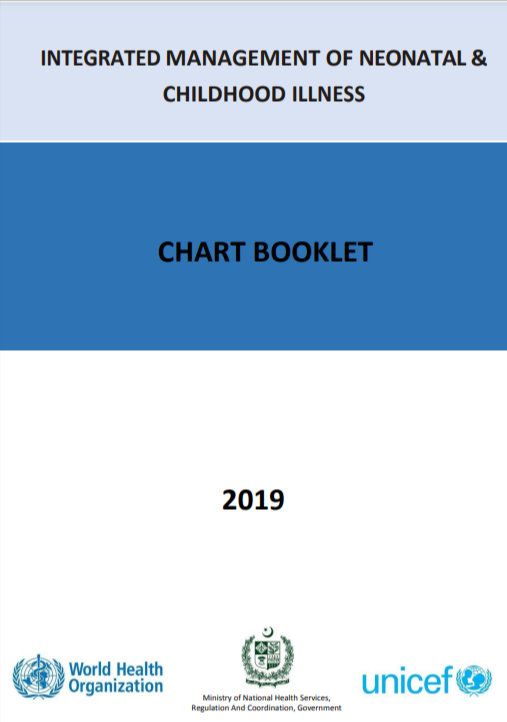 INTEGRATED MANAGEMENT OF NEONATAL &
CHILDHOOD ILLNESS
CHART BOOKLET
2019
World Health
Organization
Ministry of National Health Services,
Regulation And Coordination, Government
unicef